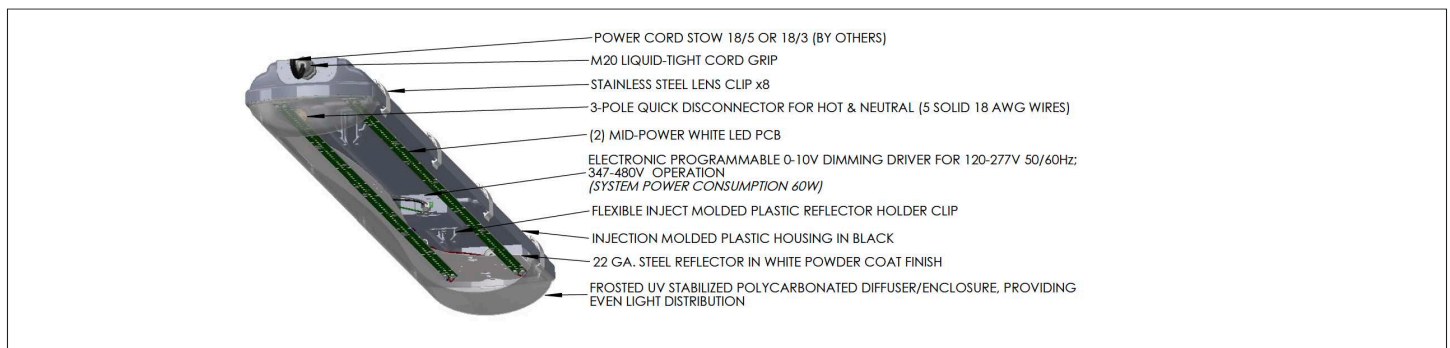 POWER CORD STOW 18/5 OR 18/3 (BY OTHERS)
M20 LIQUID-TIGHT CORD GRIP
STAINLESS STEEL LENS CLIP x8
3-POLE QUICK DISCONNECTOR FOR HOT & NEUTRAL (5 SOLID 18 AWG WIRES)
(2) MID-POWER WHITE LED PCB
ELECTRONIC PROGRAMMABLE 0-10V DIMMING DRIVER FOR 120-277V 50/60Hz;
347-480V OPERATION
(SYSTEM POWER CONSUMPTION 60W)
FLEXIBLE INJECT MOLDED PLASTIC REFLECTOR HOLDER CLIP
INJECTION MOLDED PLASTIC HOUSING IN BLACK
22 GA. STEEL REFLECTOR IN WHITE POWDER COAT FINISH
FROSTED UV STABILIZED POLYCARBONATED DIFFUSER/ENCLOSURE, PROVIDING
EVEN LIGHT DISTRIBUTION